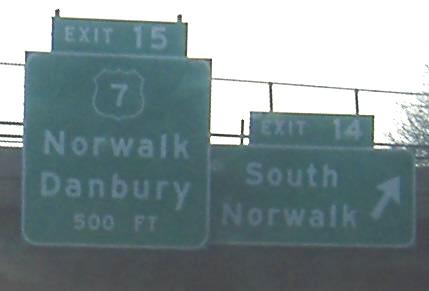 EXIT 15
7
Norwalk
Danbury
500 FT
EXIT 14
South
Norwalk